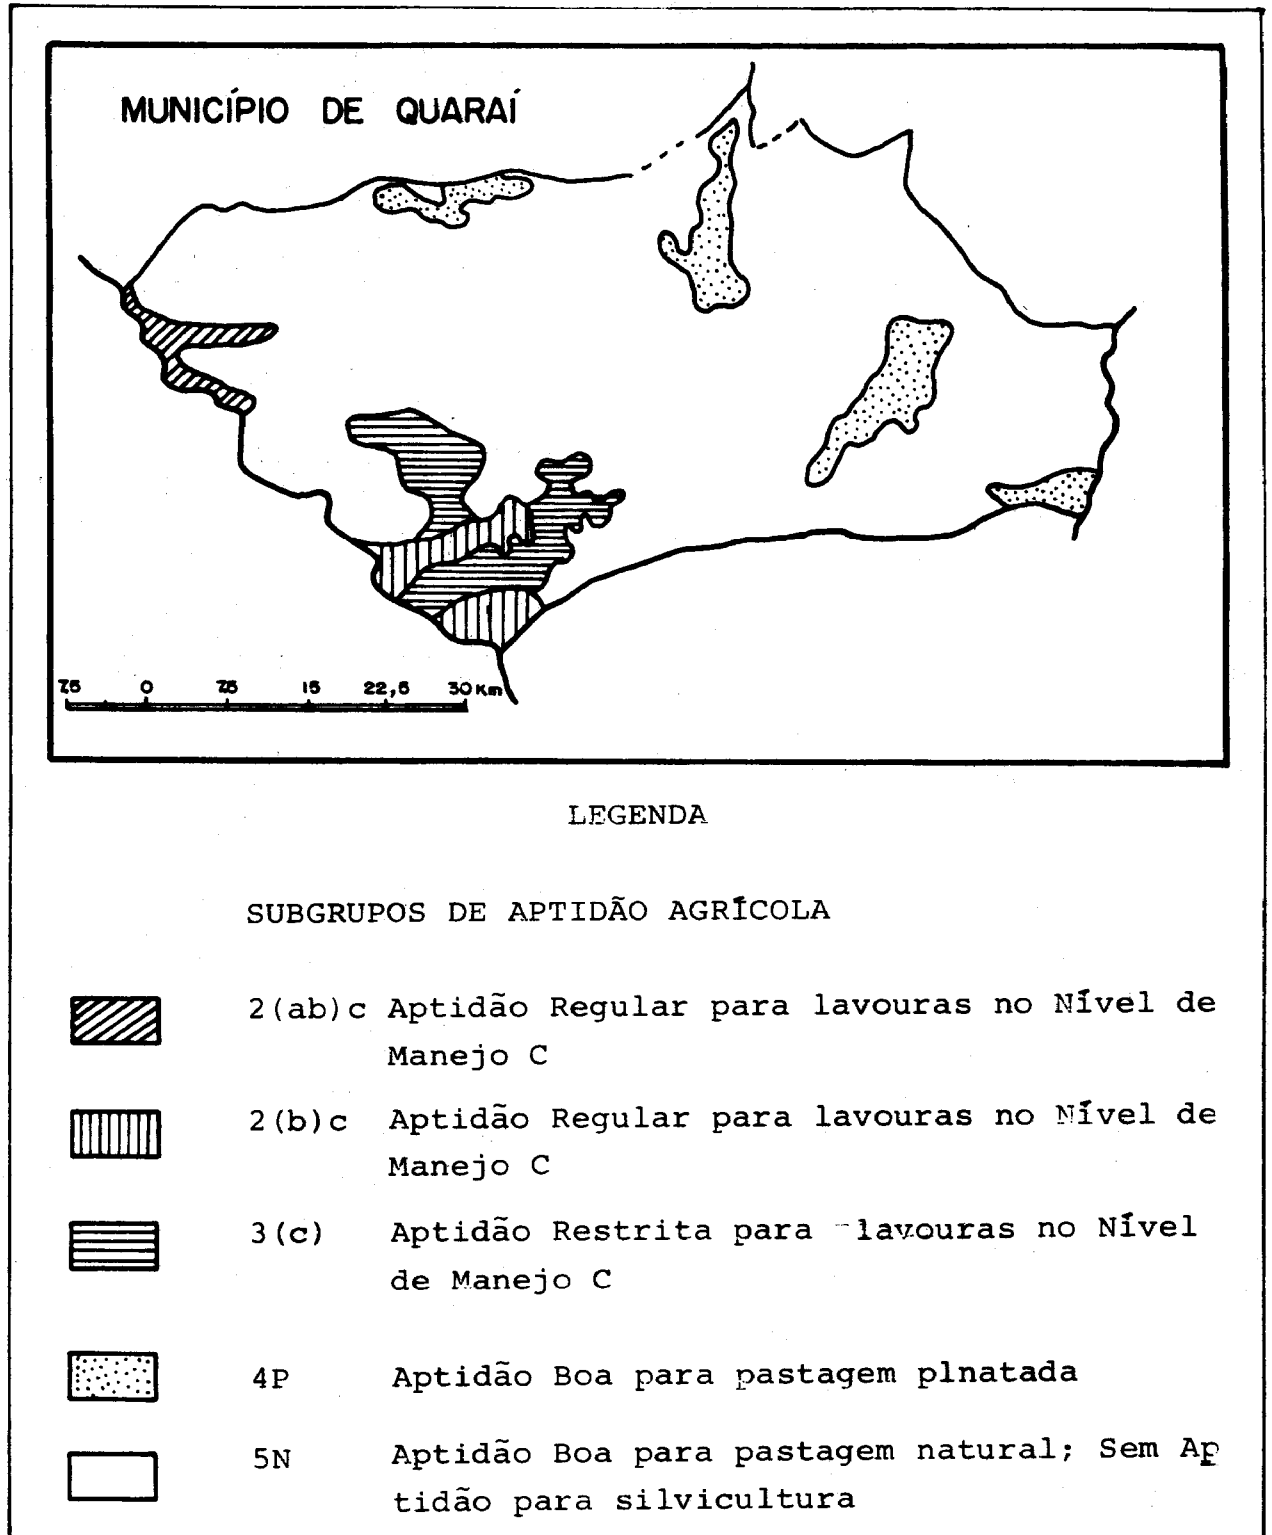 MUNICÍPIO DE QUARAÍ
7,5 0 7,5 15 22,5 30 Km
LEGENDA
SUBGRUPOS DE APTIDÃO AGRÍCOLA
2(ab)c Aptidão Regular para lavouras no Nível de
Manejo C
2(b)c Aptidão Regular para lavouras no Nível de
Manejo C
3(c) Aptidão Restrita para lavouras no Nível
de Manejo C
4P Aptidão Boa para pastagem plnatada
5N Aptidão Boa para pastagem natural; Sem Ap
tidão para silvicultura